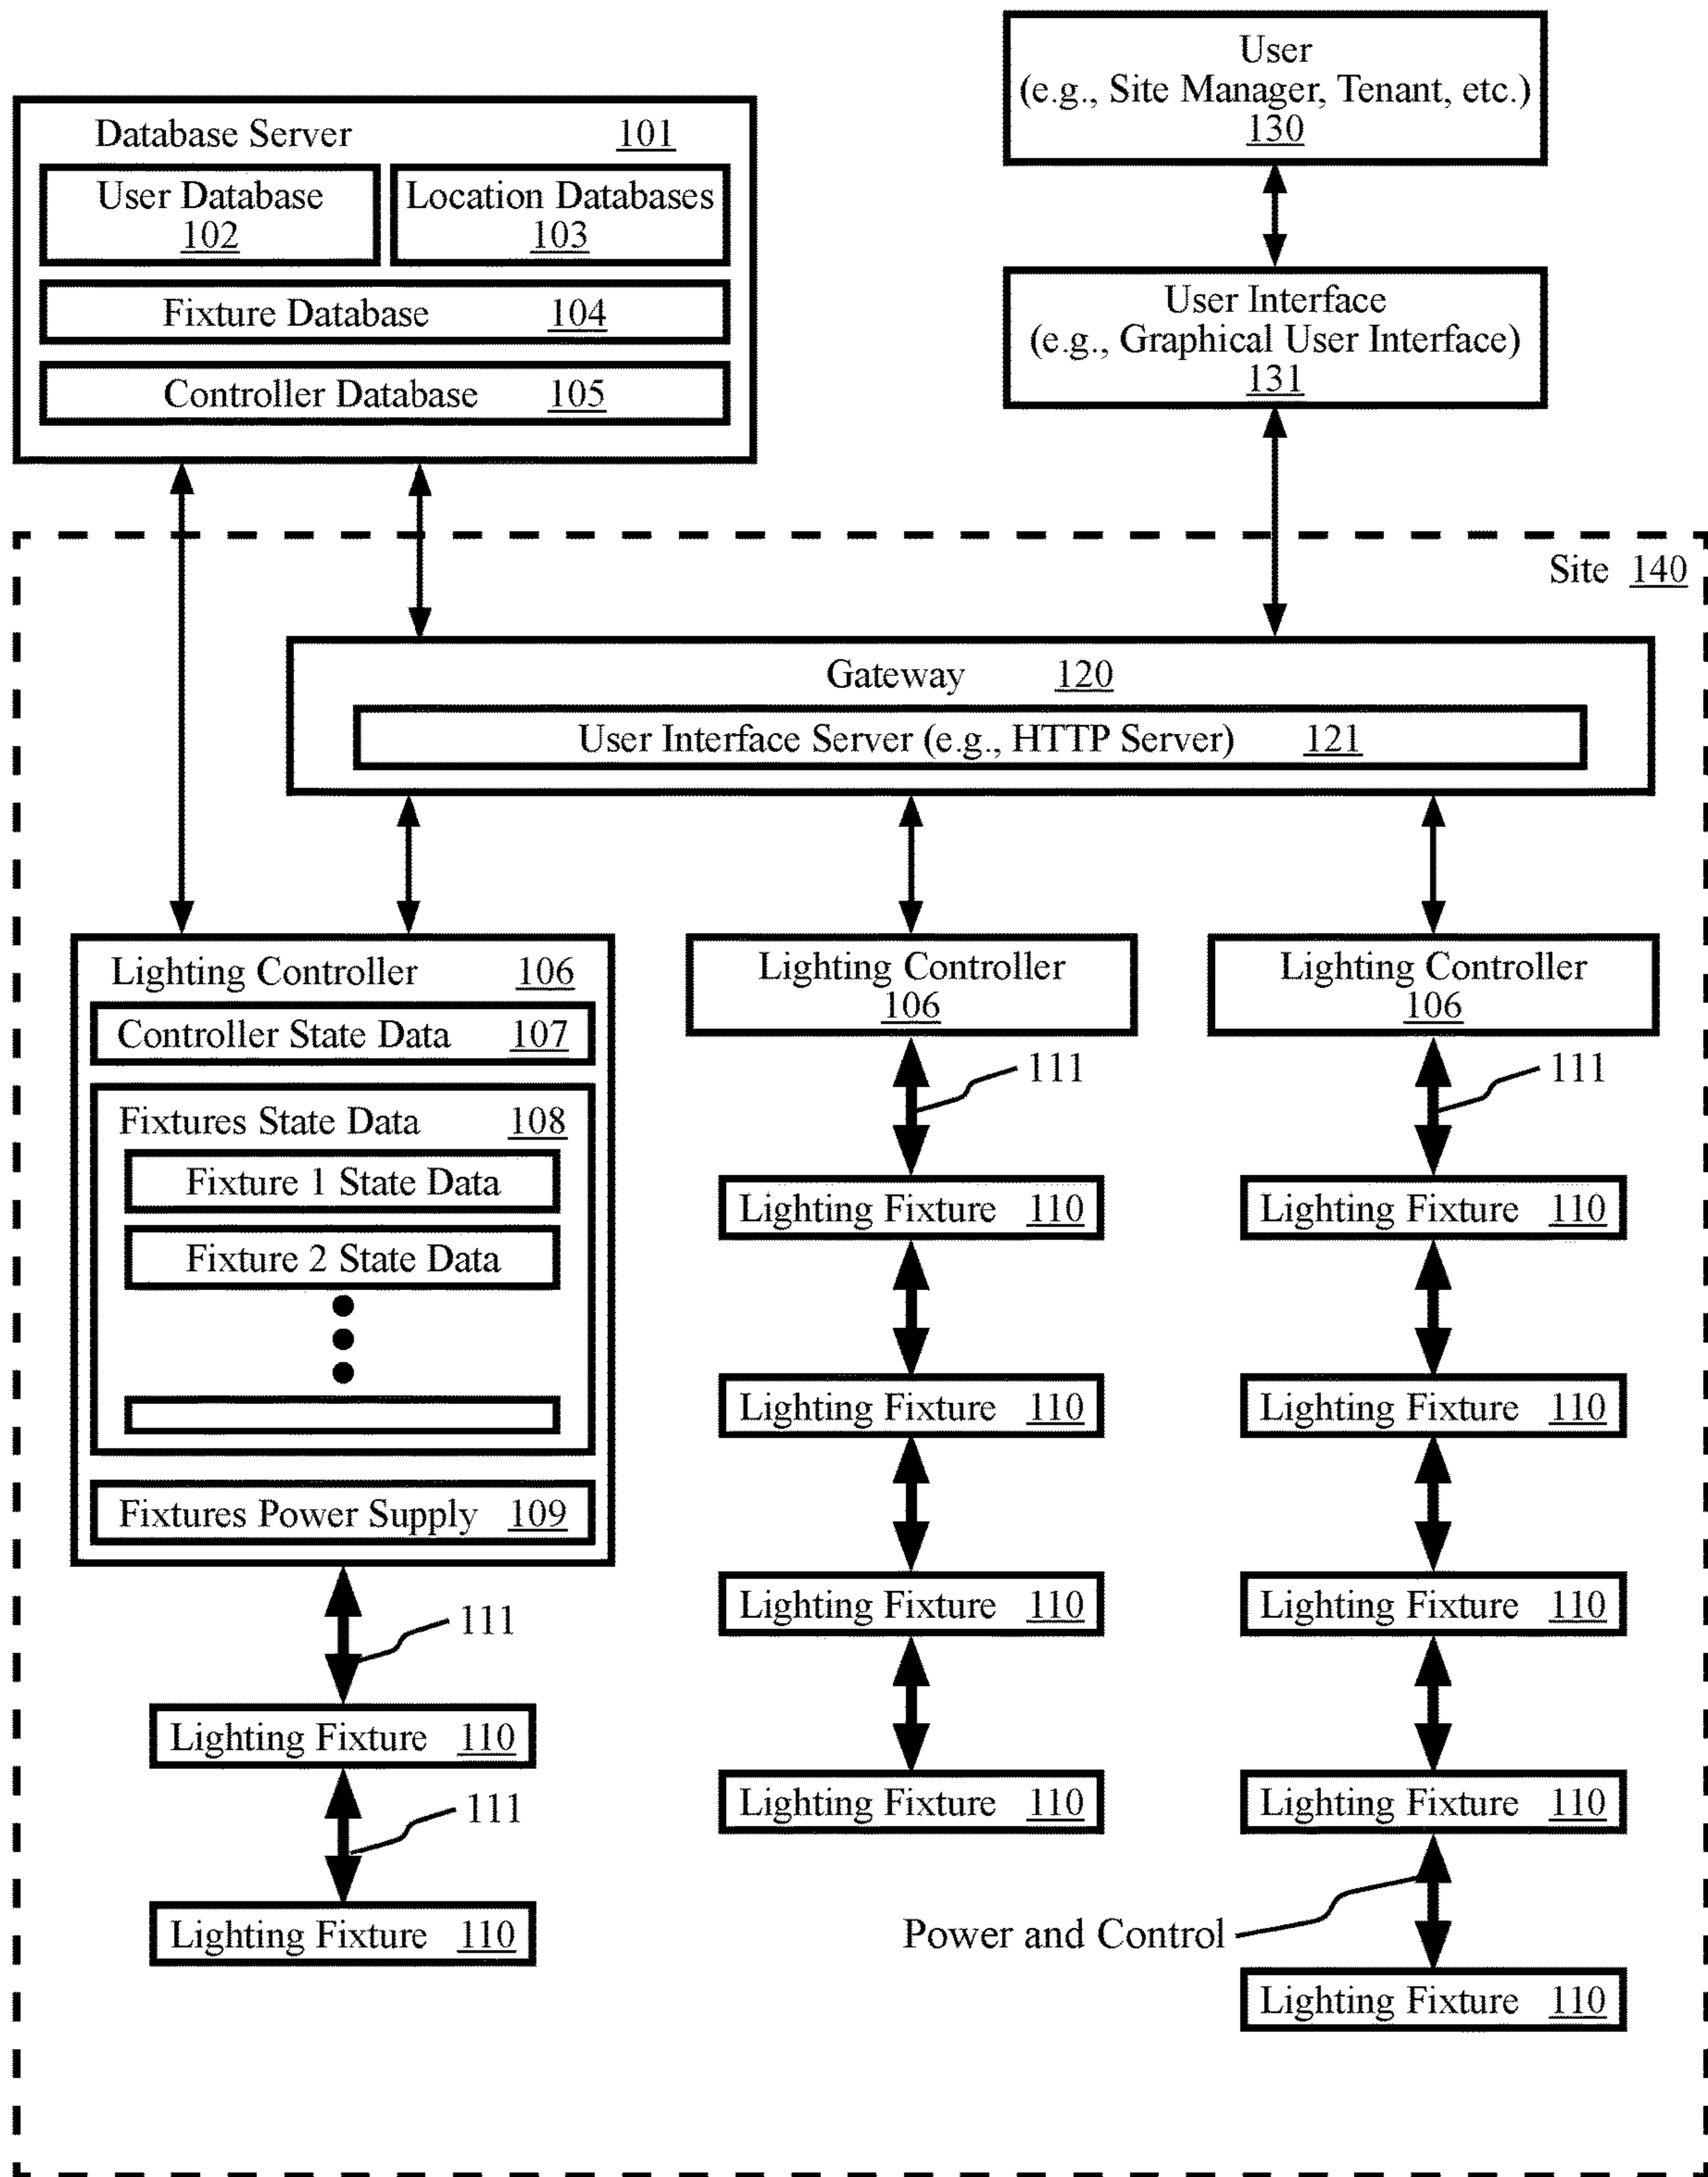 User
(e.g., Site Manager, Tenant, etc.)
130
Database Server 101
User Database
102
Location Databases
103
Fixture Database 104
Controller Database 105
User Interface
(e.g., Graphical User Interface)
131
Site 140
Gateway 120
User Interface Server (e.g., HTTP Server) 121
Lighting Controller 106
Controller State Data 107
Fixtures State Data 108
Fixture 1 State Data
Fixture 2 State Data
Fixtures Power Supply 109
111
Lighting Fixture 110
111
Lighting Fixture 110
Lighting Controller
106
111
Lighting Fixture 110
Lighting Fixture 110
Lighting Fixture 110
Lighting Fixture 110
Lighting Controller
106
111
Lighting Fixture 110
Lighting Fixture 110
Lighting Fixture 110
Lighting Fixture 110
Power and Control
Lighting Fixture 110